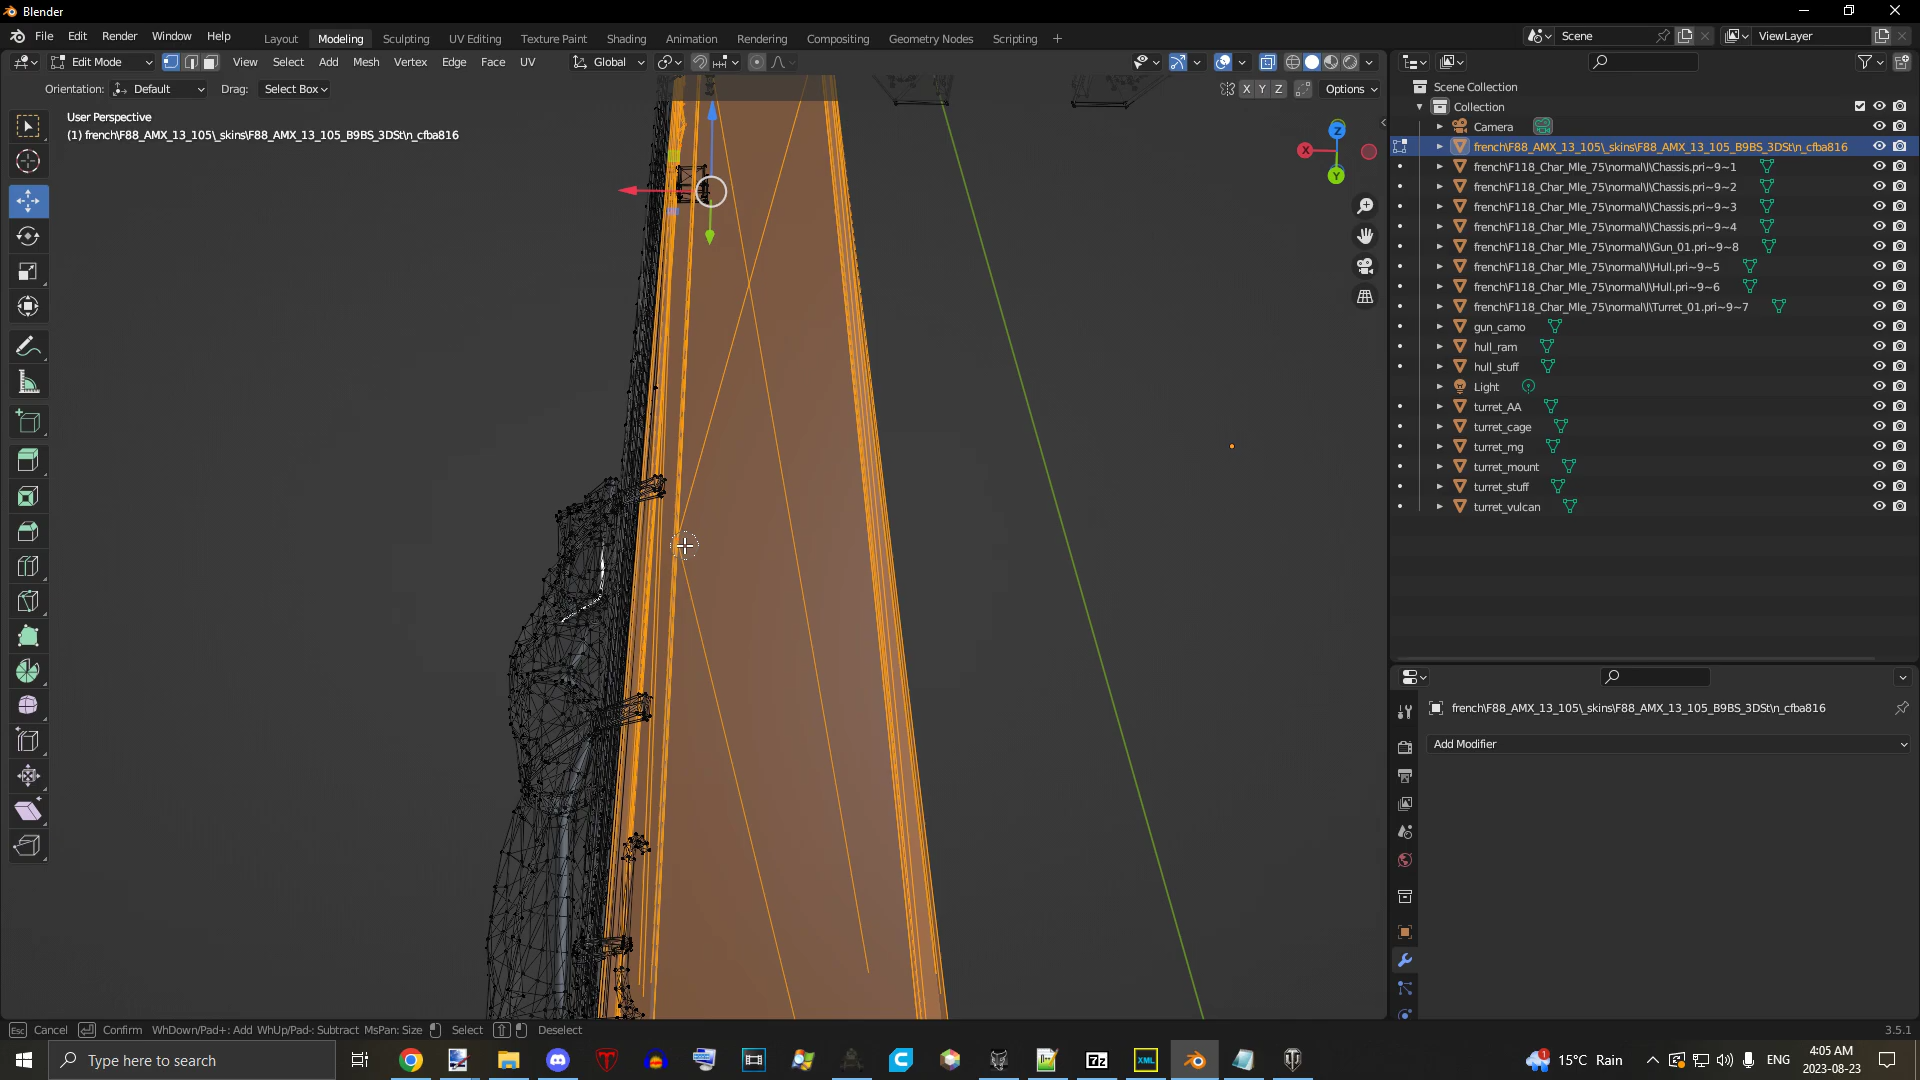 Blender
File Edit Render Window Help
Layout Modeling Sculpting UV Editing Texture Paint Shading Animation Rendering Compositing Geometry Nodes Scripting +
Scene ViewLayer
Edit Mode View Select Add Mesh Vertex Edge Face UV Global
Orientation: Default Drag: Select Box X Y Z Options
User Perspective
(1) french\F88_AMX_13_105\_skins\F88_AMX_13_105_B9BS_3DSt\n_cfba816
Z
X
Y
Scene Collection
Collection
Camera
french\F88_AMX_13_105\_skins\F88_AMX_13_105_B9BS_3DSt\n_cfba816
french\F118_Char_Mle_75\normal\l\Chassis.pri~9~1
french\F118_Char_Mle_75\normal\l\Chassis.pri~9~2
french\F118_Char_Mle_75\normal\l\Chassis.pri~9~3
french\F118_Char_Mle_75\normal\l\Chassis.pri~9~4
french\F118_Char_Mle_75\normal\l\Gun_01.pri~9~8
french\F118_Char_Mle_75\normal\l\Hull.pri~9~5
french\F118_Char_Mle_75\normal\l\Hull.pri~9~6
french\F118_Char_Mle_75\normal\l\Turret_01.pri~9~7
gun_camo
hull_ram
hull_stuff
Light
turret_AA
turret_cage
turret_mg
turret_mount
turret_stuff
turret_vulcan
french\F88_AMX_13_105\_skins\F88_AMX_13_105_B9BS_3DSt\n_cfba816
Add Modifier
Esc Cancel Confirm WhDown/Pad+: Add WhUp/Pad-: Subtract MsPan: Size Select Deselect
3.5.1
Type here to search
7z
XML
1
15°C Rain
ENG
4:05 AM
2023-08-23